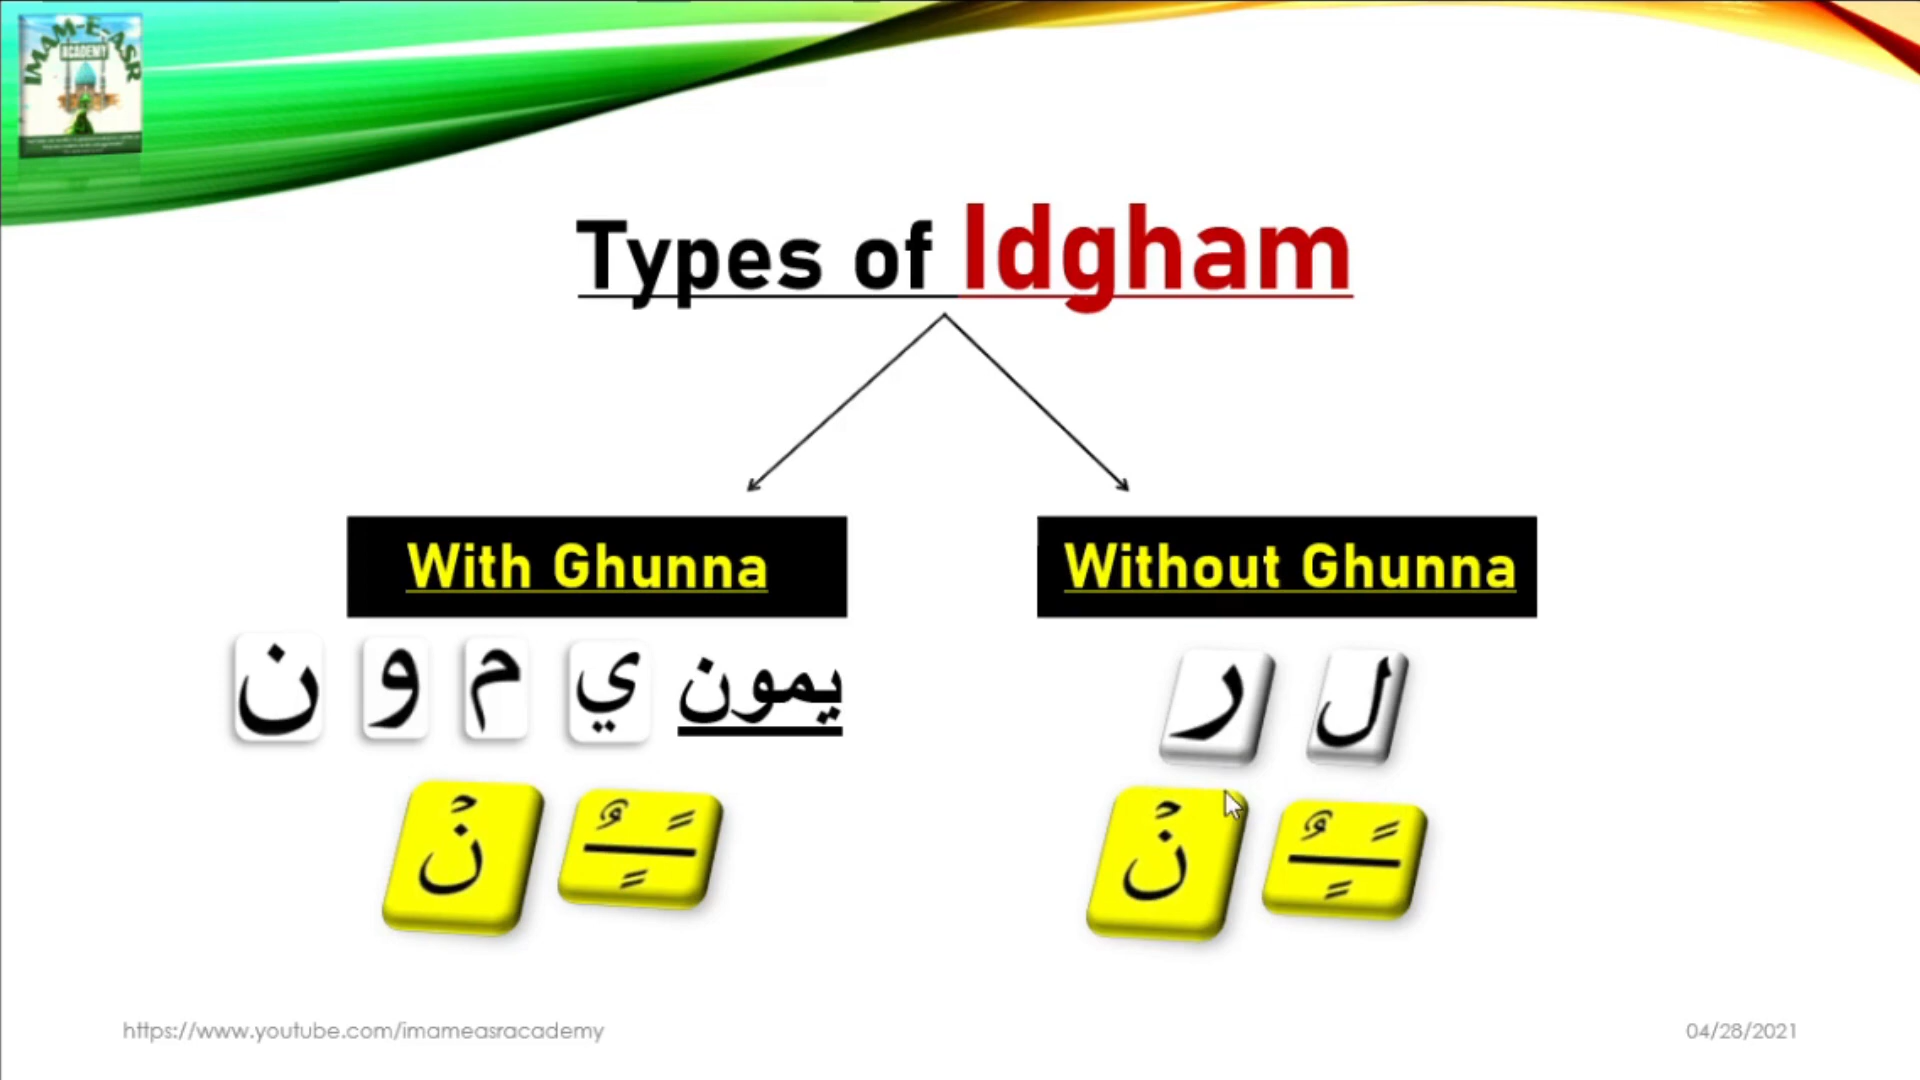 IMAM-E-ASR
ACADEMY
Types of Idgham
With Ghunna
Without Ghunna
يمون ي م و ن
ل ر
نْ ـًـٍـٌ
نْ ـًـٍـٌ
https://www.youtube.com/imameasracademy
04/28/2021